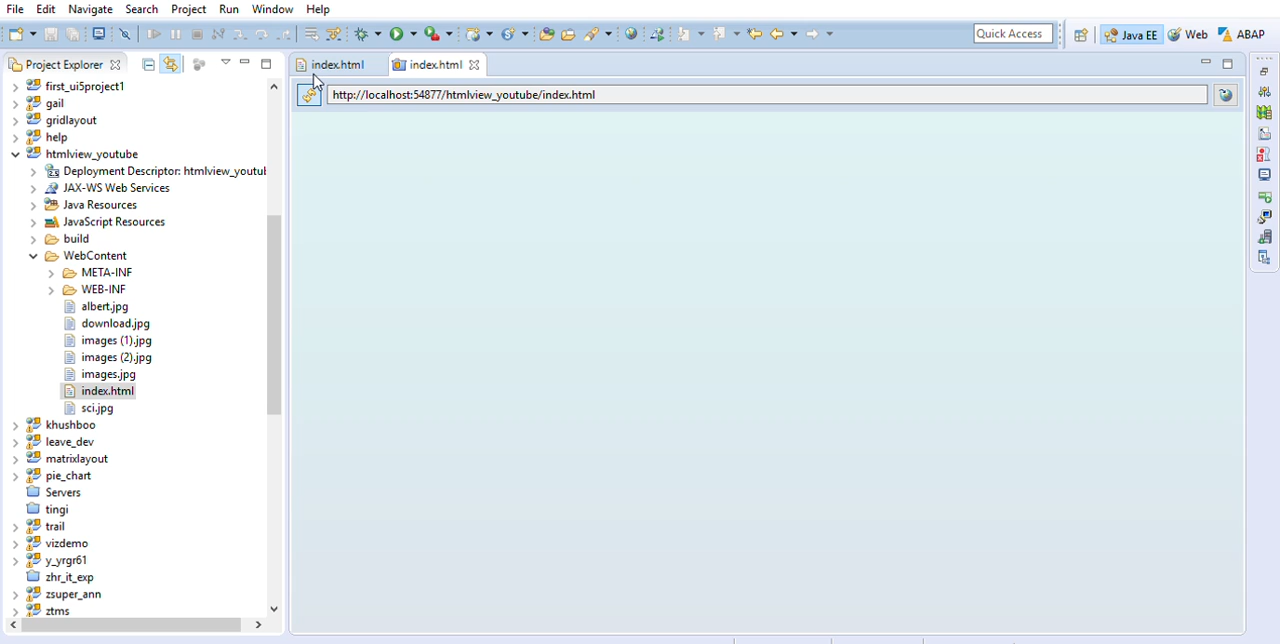 File Edit Navigate Search Project Run Window Help
Quick Access Java EE Web ABAP
Project Explorer
index.html index.html
http://localhost:54877/htmlview_youtube/index.html
first_ui5project1
gail
gridlayout
help
htmlview_youtube
Deployment Descriptor: htmlview_youtul
JAX-WS Web Services
Java Resources
JavaScript Resources
build
WebContent
META-INF
WEB-INF
albert.jpg
download.jpg
images (1).jpg
images (2).jpg
images.jpg
index.html
sci.jpg
khushboo
leave_dev
matrixlayout
pie_chart
Servers
tingi
trail
vizdemo
y_yrgr61
zhr_it_exp
zsuper_ann
ztms